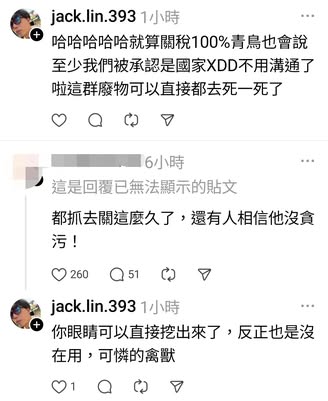 jack.lin.393 1小時
哈哈哈哈哈就算關稅100%青鳥也會說
至少我們被承認是國家XDD不用溝通了
啦這群廢物可以直接都去死一死了
6小時
這是回覆已無法顯示的貼文
都抓去關這麼久了，還有人相信他沒貪
污！
260 51
jack.lin.393 1小時
你眼睛可以直接挖出來了，反正也是沒
在用，可憐的禽獸
1